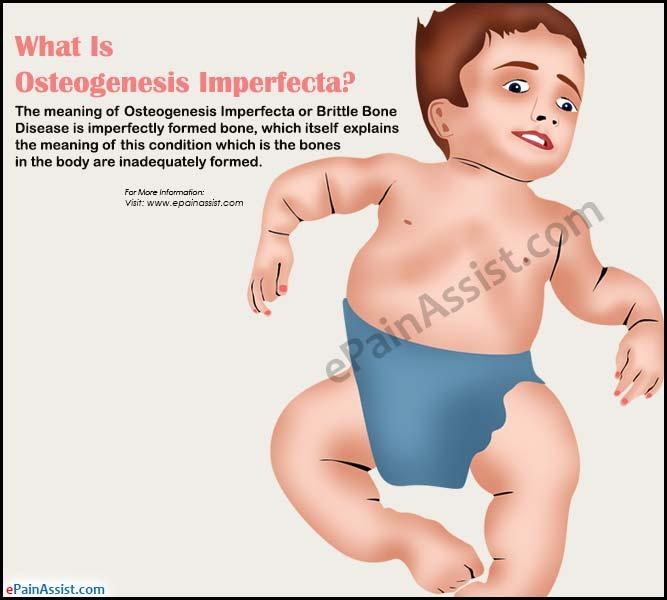 What Is
Osteogenesis Imperfecta?
The meaning of Osteogenesis Imperfecta or Brittle Bone
Disease is imperfectly formed bone, which itself explains
the meaning of this condition which is the bones
in the body are inadequately formed.
For More Information:
Visit: www.epainassist.com
ePainAssist.com
ePainAssist.com